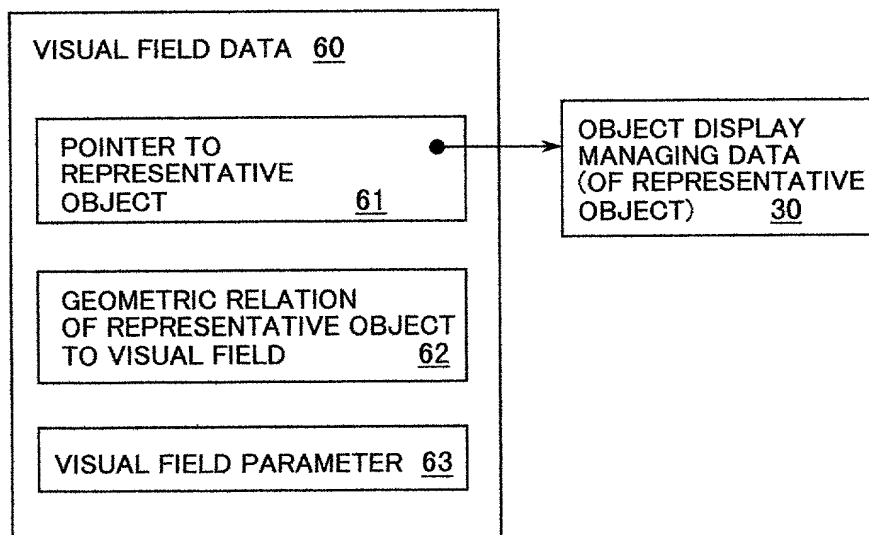 VISUAL FIELD DATA 60
POINTER TO
REPRESENTATIVE
OBJECT 61
OBJECT DISPLAY
MANAGING DATA
(OF REPRESENTATIVE
OBJECT) 30
GEOMETRIC RELATION
OF REPRESENTATIVE OBJECT
TO VISUAL FIELD 62
VISUAL FIELD PARAMETER 63